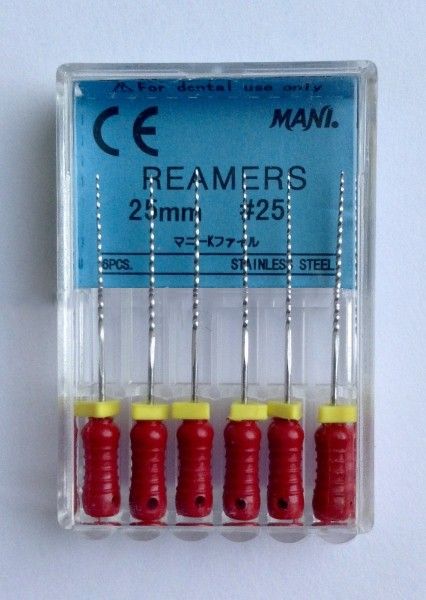 ⚠For dental use only
CE MANI®
REAMERS
25mm #25
マニーKファイル
6PCS. STAINLESS STEEL